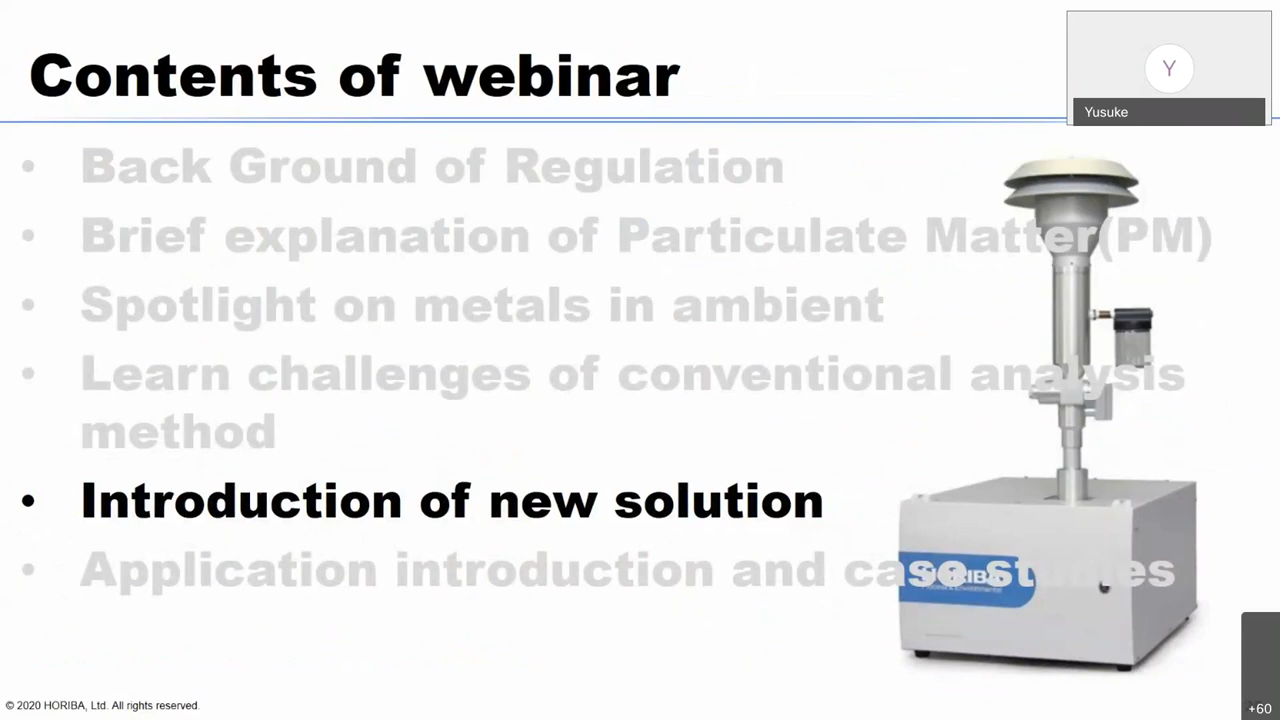 Contents of webinar
Y
Yusuke
• Back Ground of Regulation
• Brief explanation of Particulate Matter(PM)
• Spotlight on metals in ambient
• Learn challenges of conventional analysis
method
• Introduction of new solution
• Application introduction and case studies
HORIBA
© 2020 HORIBA, Ltd. All rights reserved.
+60